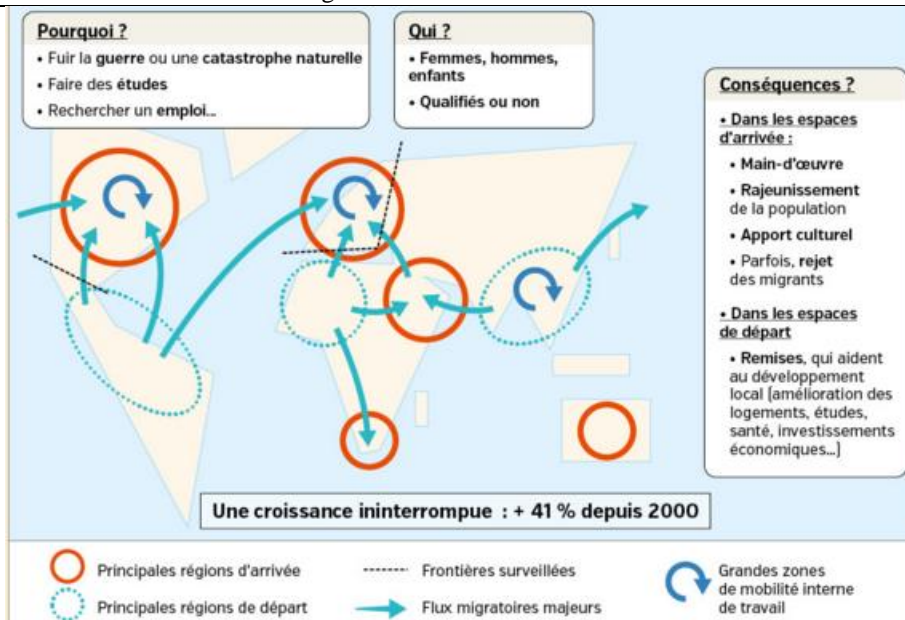 Pourquoi ?
• Fuir la guerre ou une catastrophe naturelle
• Faire des études
• Rechercher un emploi...
Qui ?
• Femmes, hommes,
enfants
• Qualifiés ou non
Conséquences ?
• Dans les espaces
d'arrivée :
• Main-d'œuvre
• Rajeunissement
de la population
• Apport culturel
• Parfois, rejet
des migrants
• Dans les espaces
de départ
• Remises, qui aident
au développement
local (amélioration des
logements, études,
santé, investissements
économiques...)
Une croissance ininterrompue : + 41 % depuis 2000
Principales régions d'arrivée
Principales régions de départ
Frontières surveillées
Flux migratoires majeurs
Grandes zones
de mobilité interne
de travail